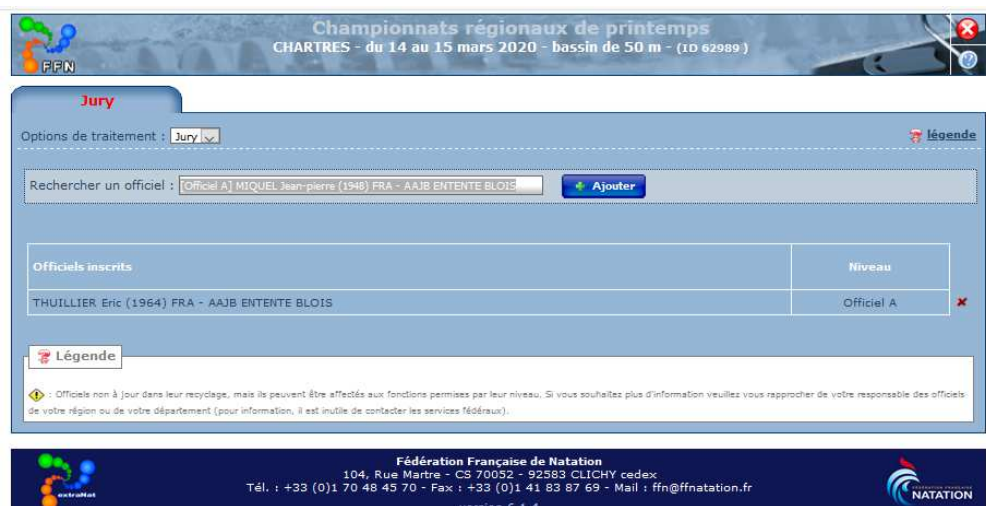 Championnats régionaux de printemps
CHARTRES - du 14 au 15 mars 2020 - bassin de 50 m - (ID 62989 )
FFN
Jury
Options de traitement : Jury
légende
Rechercher un officiel : [Officiel A] MIQUEL Jean-pierre (1948) FRA - AAJB ENTENTE BLOIS
Ajouter
Officiels inscrits Niveau
THUILLIER Eric (1964) FRA - AAJB ENTENTE BLOIS Officiel A
Légende
: Officiels non à jour dans leur recyclage, mais ils peuvent être affectés aux fonctions permises par leur niveau. Si vous souhaitez plus d'information veuillez vous rapprocher de votre responsable des officiels
de votre région ou de votre département (pour information, il est inutile de contacter les services fédéraux).
Fédération Française de Natation
104, Rue Martre - CS 70052 - 92583 CLICHY cedex
Tél. : +33 (0)1 70 48 45 70 - Fax : +33 (0)1 41 83 87 69 - Mail : ffn@ffnatation.fr
extraNat
FÉDÉRATION FRANÇAISE
NATATION